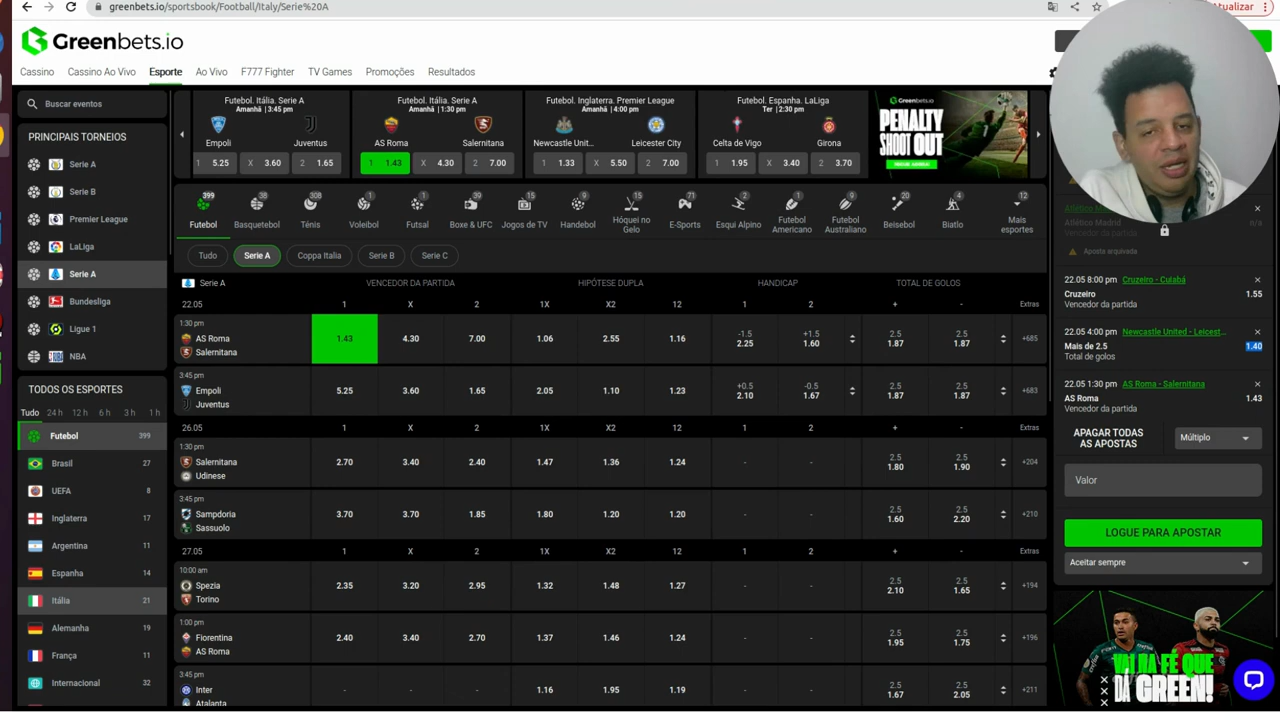 greenbets.io/sportsbook/Football/Italy/Serie%20A
Atualizar
Greenbets.io
Cassino Cassino Ao Vivo Esporte Ao Vivo F777 Fighter TV Games Promoções Resultados
Buscar eventos
PRINCIPAIS TORNEIOS
Serie A
Serie B
Premier League
LaLiga
Serie A
Bundesliga
Ligue 1
NBA
TODOS OS ESPORTES
Tudo 24 h 12 h 6 h 3 h 1 h
Futebol 399
Brasil 27
UEFA 8
Inglaterra 17
Argentina 11
Espanha 14
Itália 21
Alemanha 19
França 11
Internacional 32
Futebol. Itália. Serie A
Amanhã | 3:45 pm
Empoli Juventus
1 5.25 X 3.60 2 1.65
Futebol. Itália. Serie A
Amanhã | 1:30 pm
AS Roma Salernitana
1 1.43 X 4.30 2 7.00
Futebol. Inglaterra. Premier League
Amanhã | 4:00 pm
Newcastle Unit... Leicester City
1 1.33 X 5.50 2 7.00
Futebol. Espanha. LaLiga
Ter | 2:30 pm
Celta de Vigo Girona
1 1.95 X 3.40 2 3.70
Greenbets.io
PENALTY
SHOOT
OUT
399 38 308 1 1 39 15 9 15 71 2 1 9 20 4 12
Futebol Basquetebol Tênis Voleibol Futsal Boxe & UFC Jogos de TV Handebol Hóquei no Gelo E-Sports Esqui Alpino Futebol Americano Futebol Australiano Beisebol Biatlo Mais esportes
Tudo Serie A Coppa Italia Serie B Serie C
Serie A VENCEDOR DA PARTIDA HIPÓTESE DUPLA HANDICAP TOTAL DE GOLOS
22.05 1 X 2 1X X2 12 1 2 + - Extras
1:30 pm
AS Roma
Salernitana
1.43 4.30 7.00 1.06 2.55 1.16 -1.5 2.25 +1.5 1.60 2.5 1.87 2.5 1.87 +685
3:45 pm
Empoli
Juventus
5.25 3.60 1.65 2.05 1.10 1.23 +0.5 2.10 -0.5 1.67 2.5 1.87 2.5 1.87 +683
26.05 1 X 2 1X X2 12 1 2 + - Extras
1:30 pm
Salernitana
Udinese
2.70 3.40 2.40 1.47 1.36 1.24 - - 2.5 1.80 2.5 1.90 +204
3:45 pm
Sampdoria
Sassuolo
3.70 3.70 1.85 1.80 1.20 1.20 - - 2.5 1.60 2.5 2.20 +210
27.05 1 X 2 1X X2 12 1 2 + - Extras
10:00 am
Spezia
Torino
2.35 3.20 2.95 1.32 1.48 1.27 - - 2.5 2.10 2.5 1.65 +194
1:00 pm
Fiorentina
AS Roma
2.40 3.40 2.70 1.37 1.46 1.24 - - 2.5 1.95 2.5 1.75 +196
3:45 pm
Inter
Atalanta
- - - 1.16 1.95 1.19 - - 2.5 1.67 2.5 2.05 +211
Atlético Madrid
Vencedor da partida
Aposta arquivada
22.05 8:00 pm Cruzeiro - Cuiabá
Cruzeiro 1.55
Vencedor da partida
22.05 4:00 pm Newcastle United - Leicest...
Mais de 2.5 1.40
Total de golos
22.05 1:30 pm AS Roma - Salernitana
AS Roma 1.43
Vencedor da partida
APAGAR TODAS
AS APOSTAS
Múltiplo
Valor
LOGUE PARA APOSTAR
Aceitar sempre
VAI NA FÉ QUE
DÁ GREEN!